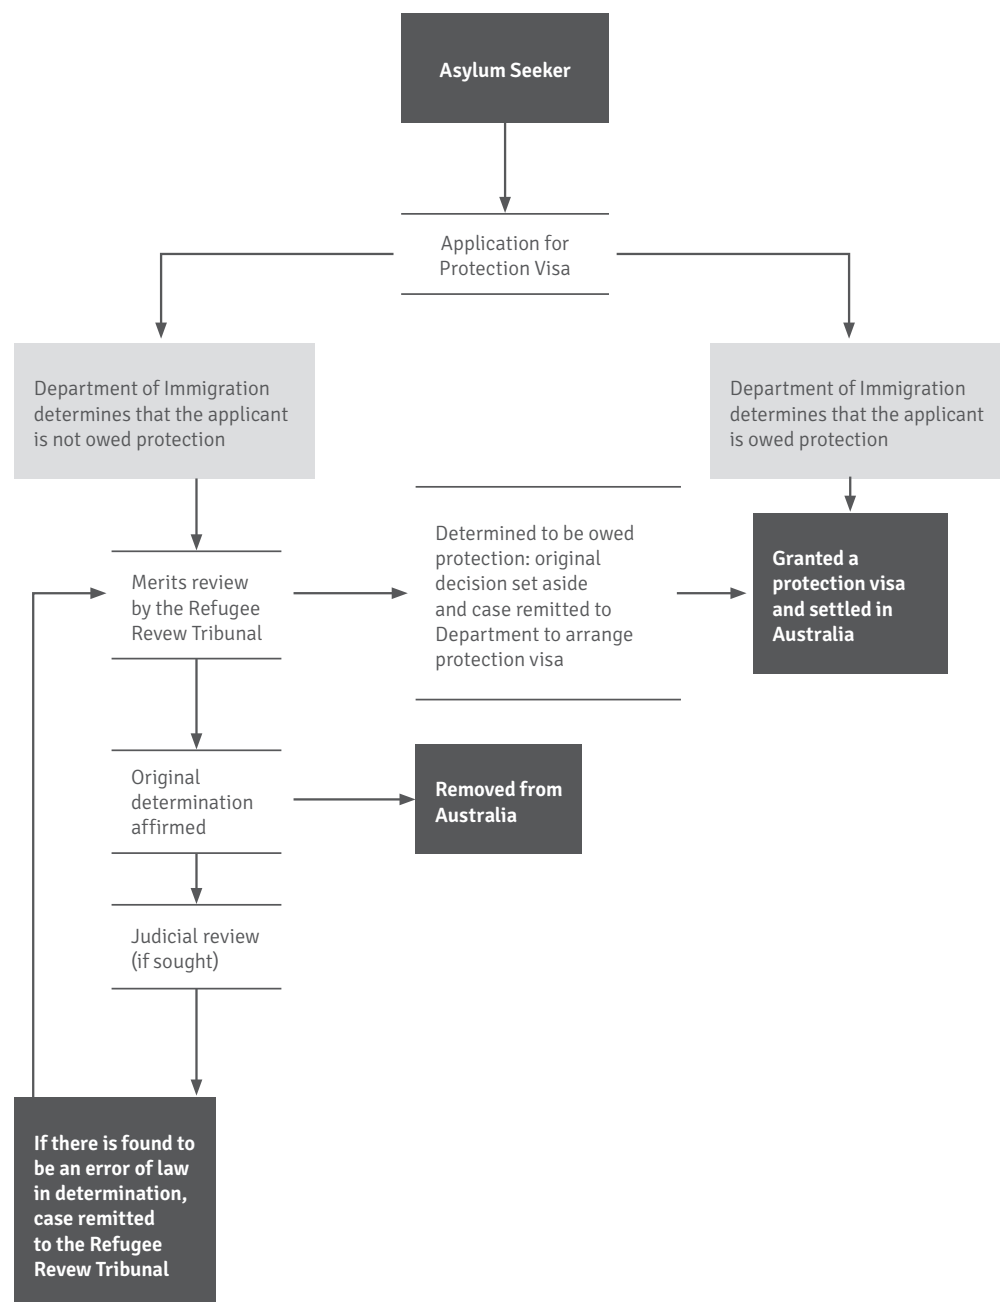 Asylum Seeker
Application for
Protection Visa
Department of Immigration
determines that the applicant
is not owed protection
Department of Immigration
determines that the applicant
is owed protection
Merits review
by the Refugee
Revew Tribunal
Determined to be owed
protection: original
decision set aside
and case remitted to
Department to arrange
protection visa
Granted a
protection visa
and settled in
Australia
Original
determination
affirmed
Removed from
Australia
Judicial review
(if sought)
If there is found to
be an error of law
in determination,
case remitted
to the Refugee
Revew Tribunal